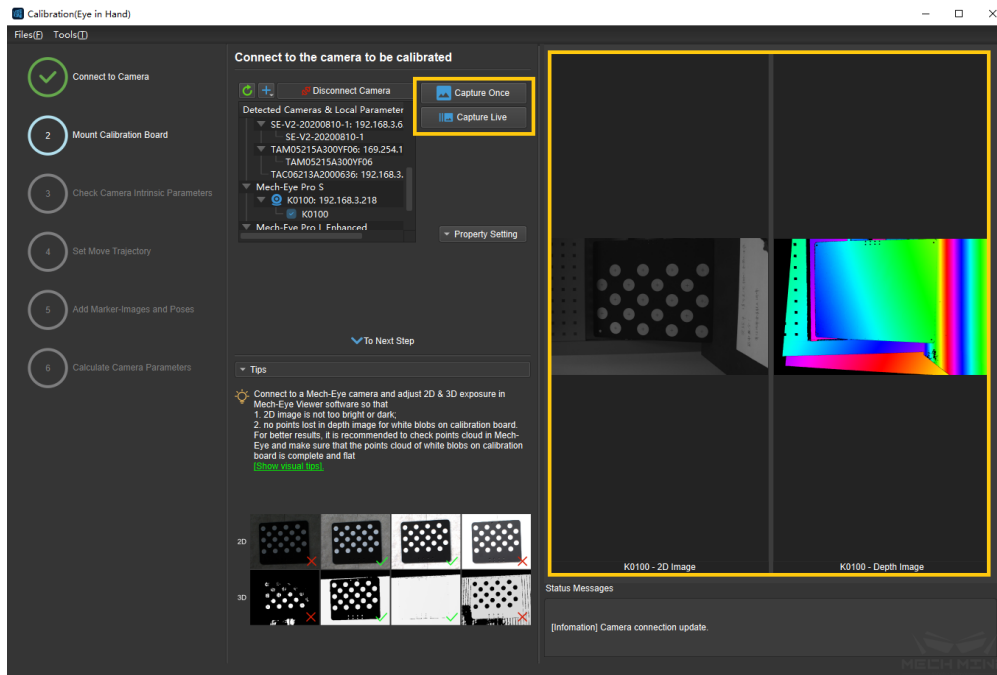 Calibration(Eye in Hand)
Files(F) Tools(T)
Connect to Camera
2 Mount Calibration Board
3 Check Camera Intrinsic Parameters
4 Set Move Trajectory
5 Add Marker-Images and Poses
6 Calculate Camera Parameters
Connect to the camera to be calibrated
Disconnect Camera
Capture Once
Capture Live
Detected Cameras & Local Parameter
SE-V2-20200810-1: 192.168.3.6
SE-V2-20200810-1
TAM05215A300YF06: 169.254.1
TAM05215A300YF06
TAC06213A2000636: 192.168.3.
Mech-Eye Pro S
K0100: 192.168.3.218
K0100
Mech-Eye Pro L Enhanced
Property Setting
To Next Step
Tips
Connect to a Mech-Eye camera and adjust 2D & 3D exposure in
Mech-Eye Viewer software so that
1. 2D image is not too bright or dark;
2. no points lost in depth image for white blobs on calibration board.
For better results, it is recommended to check points cloud in Mech-
Eye and make sure that the points cloud of white blobs on calibration
board is complete and flat
[Show visual tips].
2D
3D
K0100 - 2D Image
K0100 - Depth Image
Status Messages
[Infomation] Camera connection update.
MECH MIND